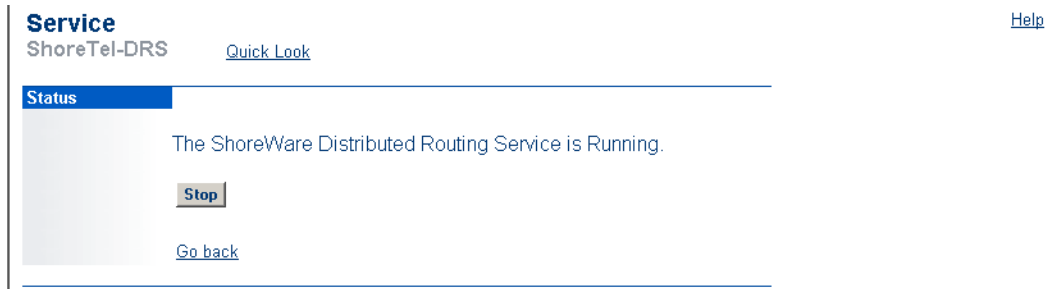 Service
Help
ShoreTel-DRS
Quick Look
Status
The ShoreWare Distributed Routing Service is Running.
Stop
Go back